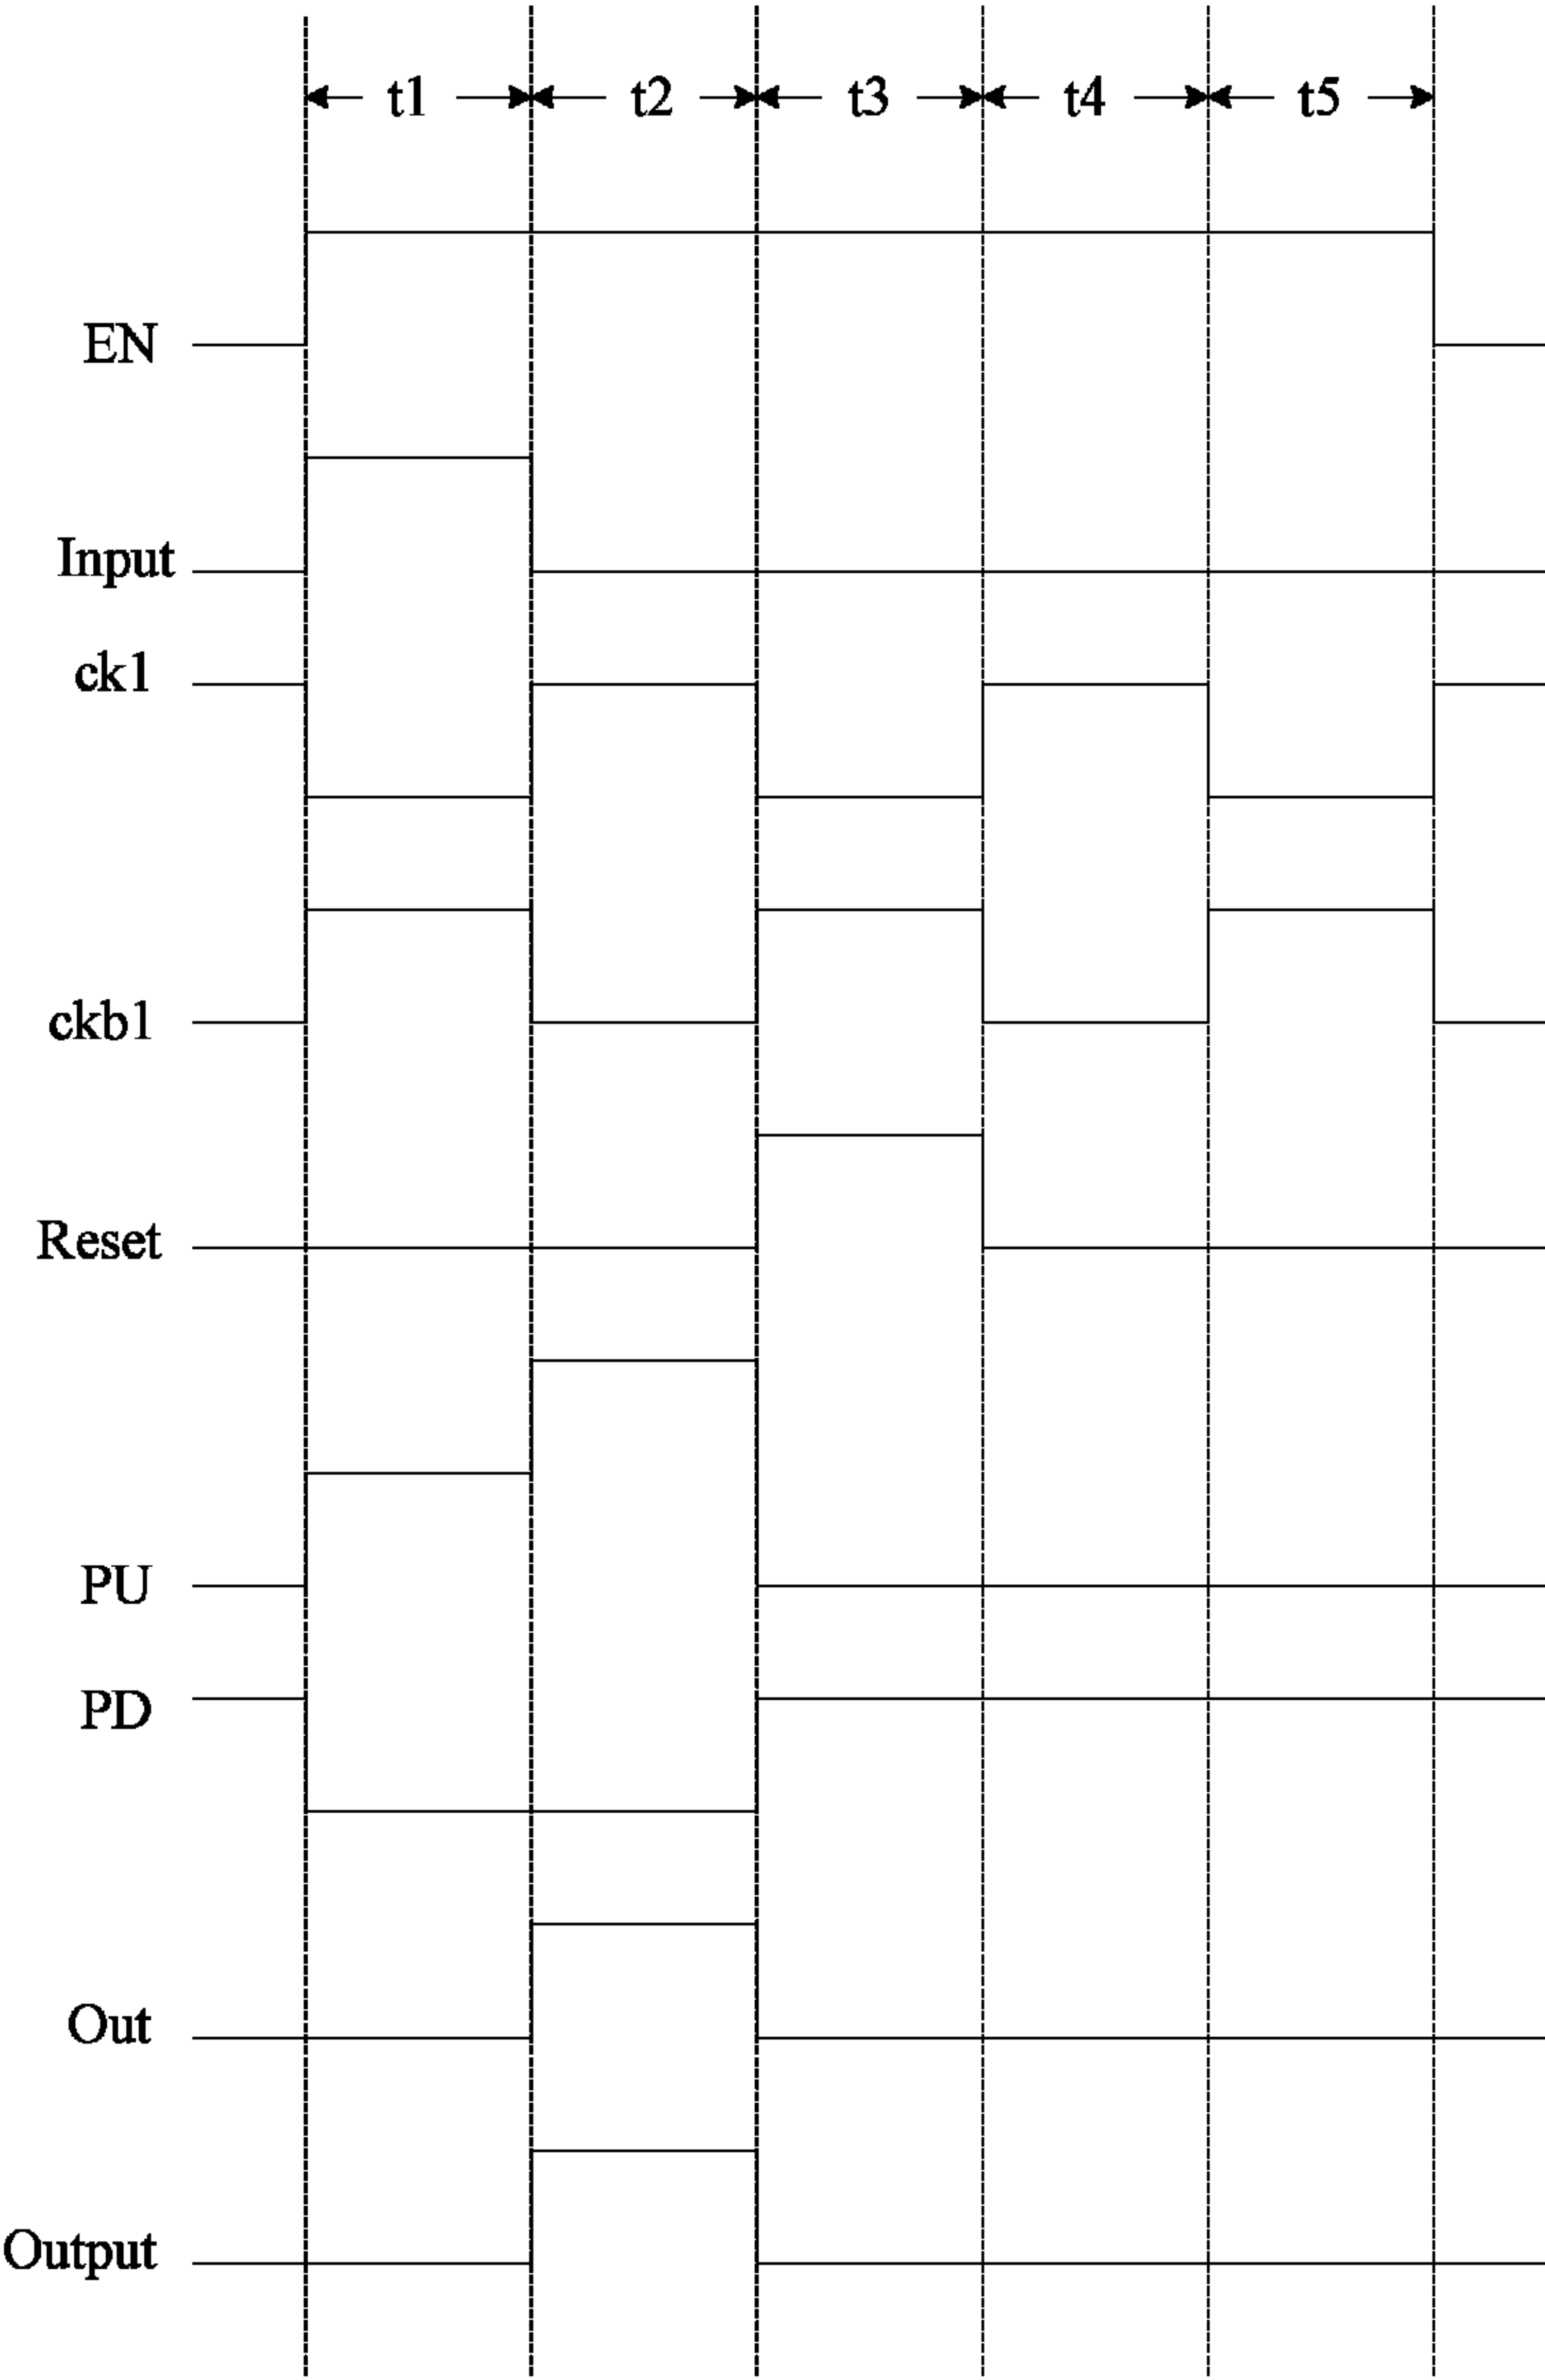 t1 t2 t3 t4 t5
EN
Input
ck1
ckb1
Reset
PU
PD
Out
Output